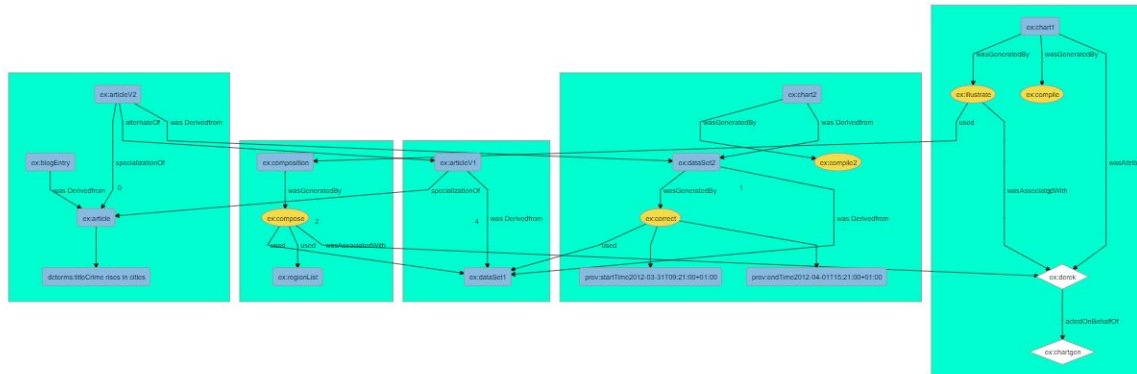 ex:chart1
wasGeneratedBy
wasGeneratedBy
ex:articleV2
ex:chart2
ex:illustrate
ex:compile
alternateOf
was Derivedfrom
wasGeneratedBy
was Derivedfrom
used
ex:blogEntry
specializationOf
ex:composition
ex:articleV1
ex:dataSet2
ex:compile2
was Derivedfrom
0
wasGeneratedBy
specializationOf
wasGeneratedBy
1
wasAssociatedWith
ex:article
ex:compose
2
4
was Derivedfrom
ex:correct
was Derivedfrom
used
used
wasAssociatedWith
used
dcterms:titleCrime rises in cities
ex:regionList
ex:dataSet1
prov:startTime2012-03-31T09:21:00+01:00
prov:endTime2012-04-01T15:21:00+01:00
ex:derek
actedOnBehalfOf
ex:chartgen